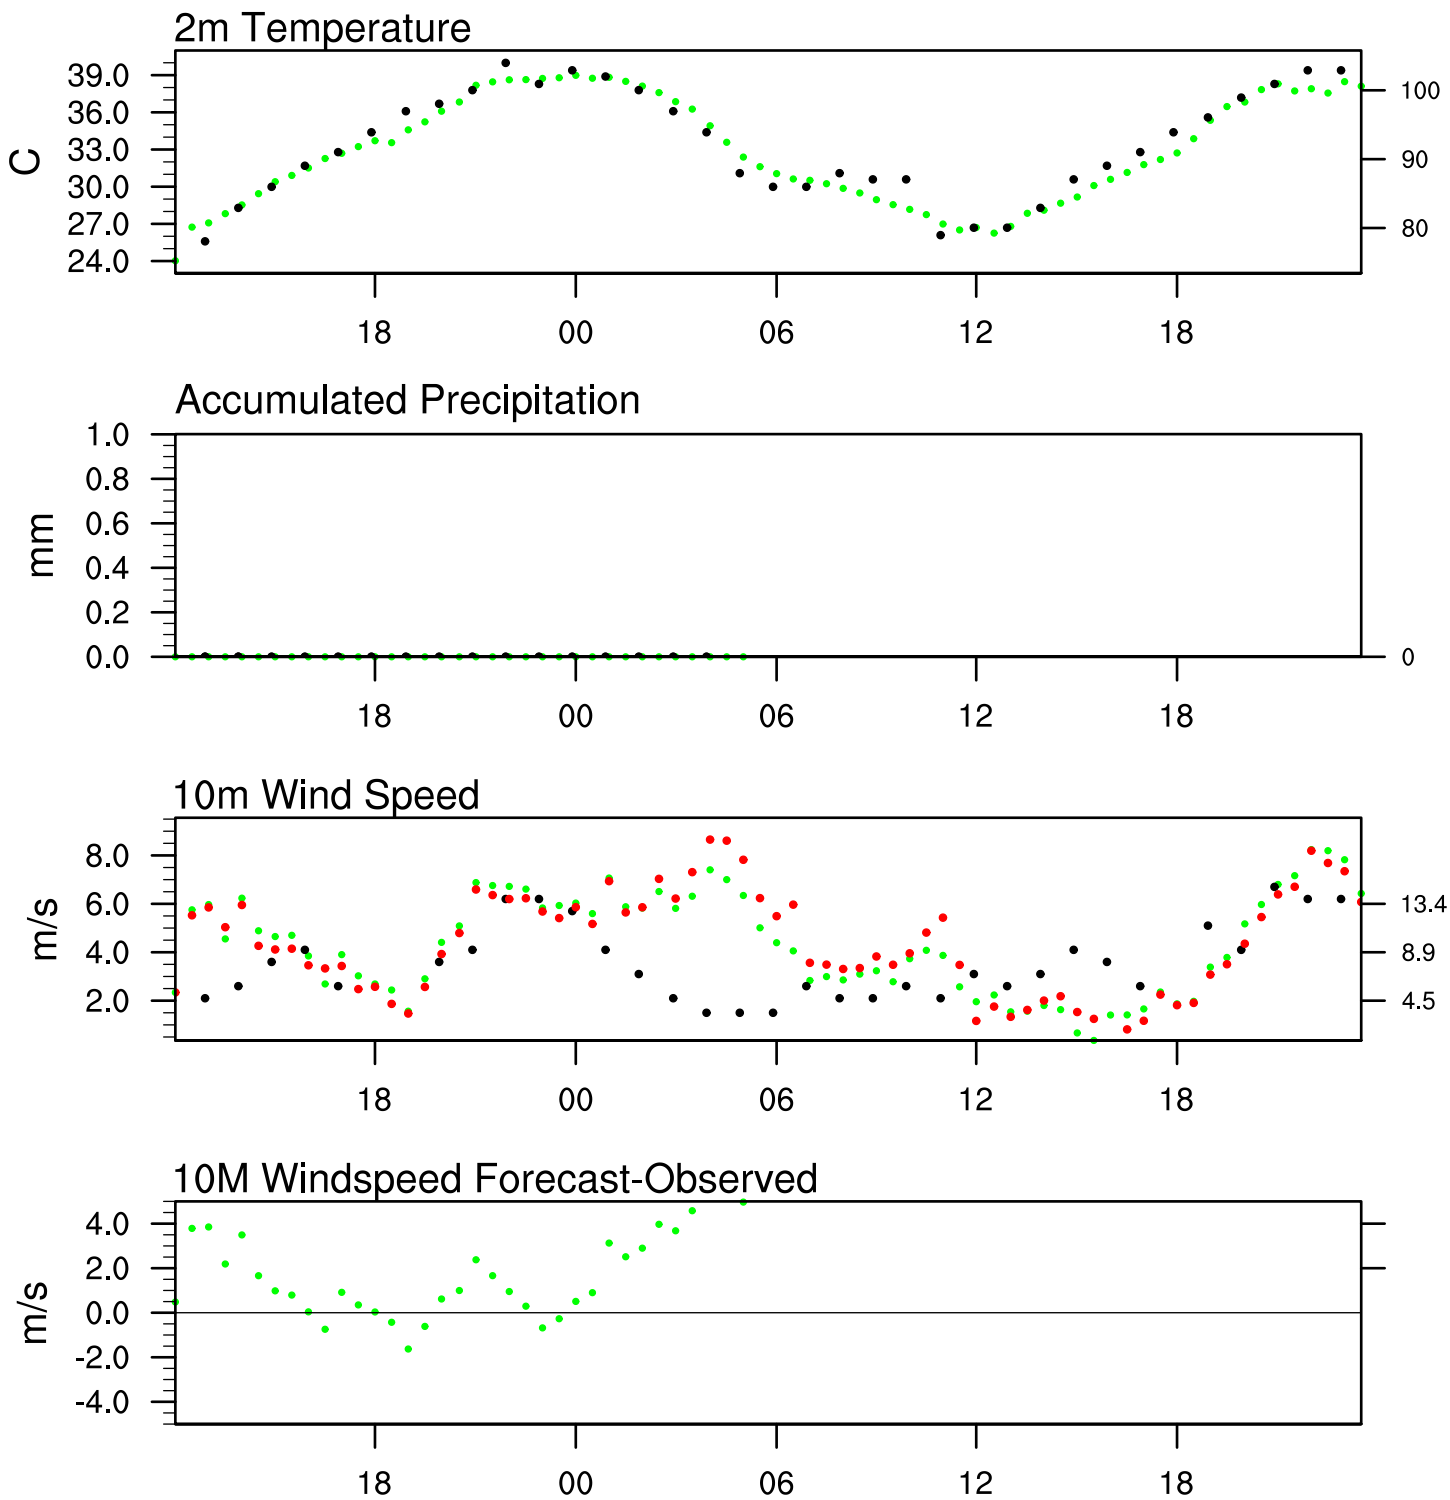 2m Temperature
39.0
36.0
33.0
30.0
27.0
24.0
C
100
90
80
18 00 06 12 18
Accumulated Precipitation
1.0
0.8
0.6
0.4
0.2
0.0
mm
0
18 00 06 12 18
10m Wind Speed
8.0
6.0
4.0
2.0
m/s
13.4
8.9
4.5
18 00 06 12 18
10M Windspeed Forecast-Observed
4.0
2.0
0.0
-2.0
-4.0
m/s
18 00 06 12 18